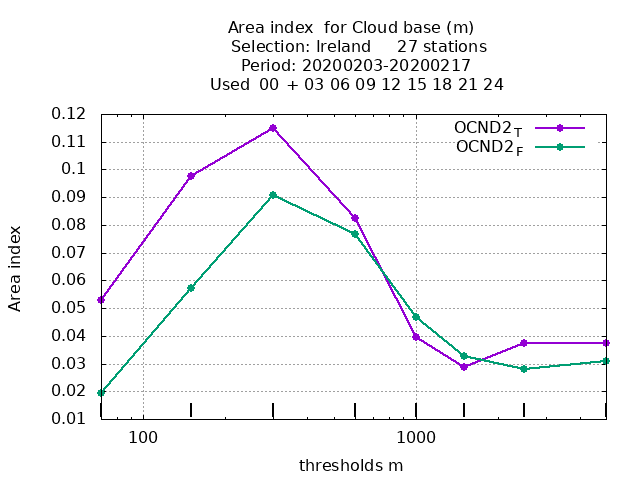 Area index  for Cloud base (m)
Selection: Ireland     27 stations
Period: 20200203-20200217
Used  00 + 03 06 09 12 15 18 21 24
OCND2_T
OCND2_F
0.12
0.11
0.1
0.09
0.08
0.07
0.06
0.05
0.04
0.03
0.02
0.01
Area index
100 1000
thresholds m